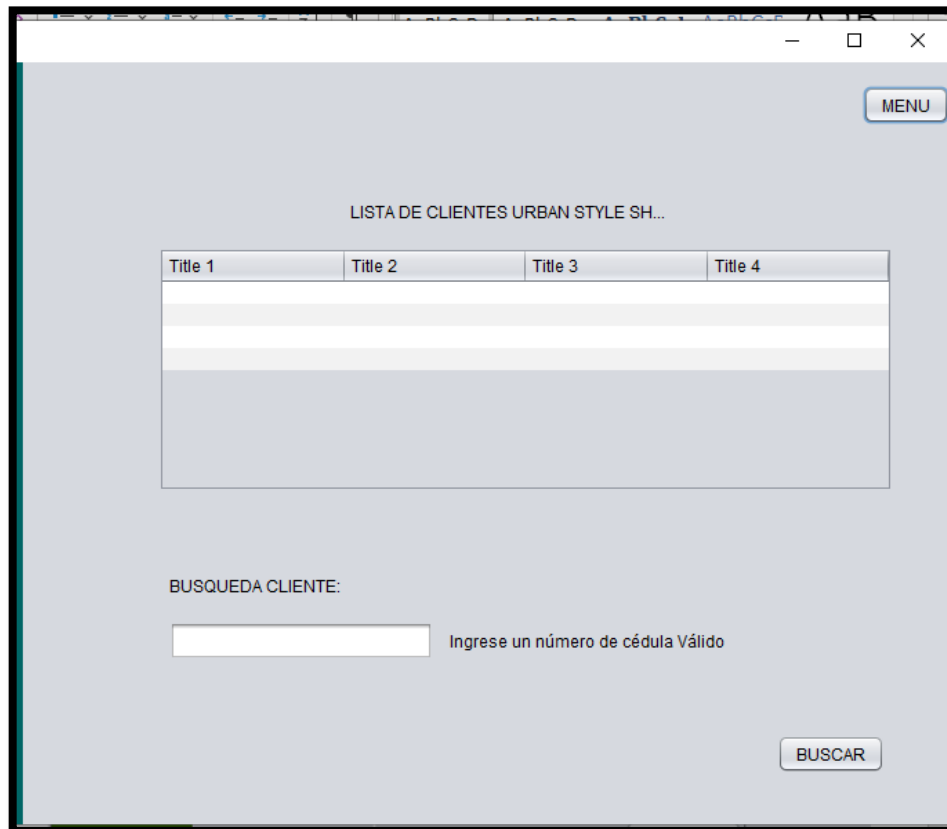 MENU
LISTA DE CLIENTES URBAN STYLE SH...
Title 1 Title 2 Title 3 Title 4
BUSQUEDA CLIENTE:
Ingrese un número de cédula Válido
BUSCAR